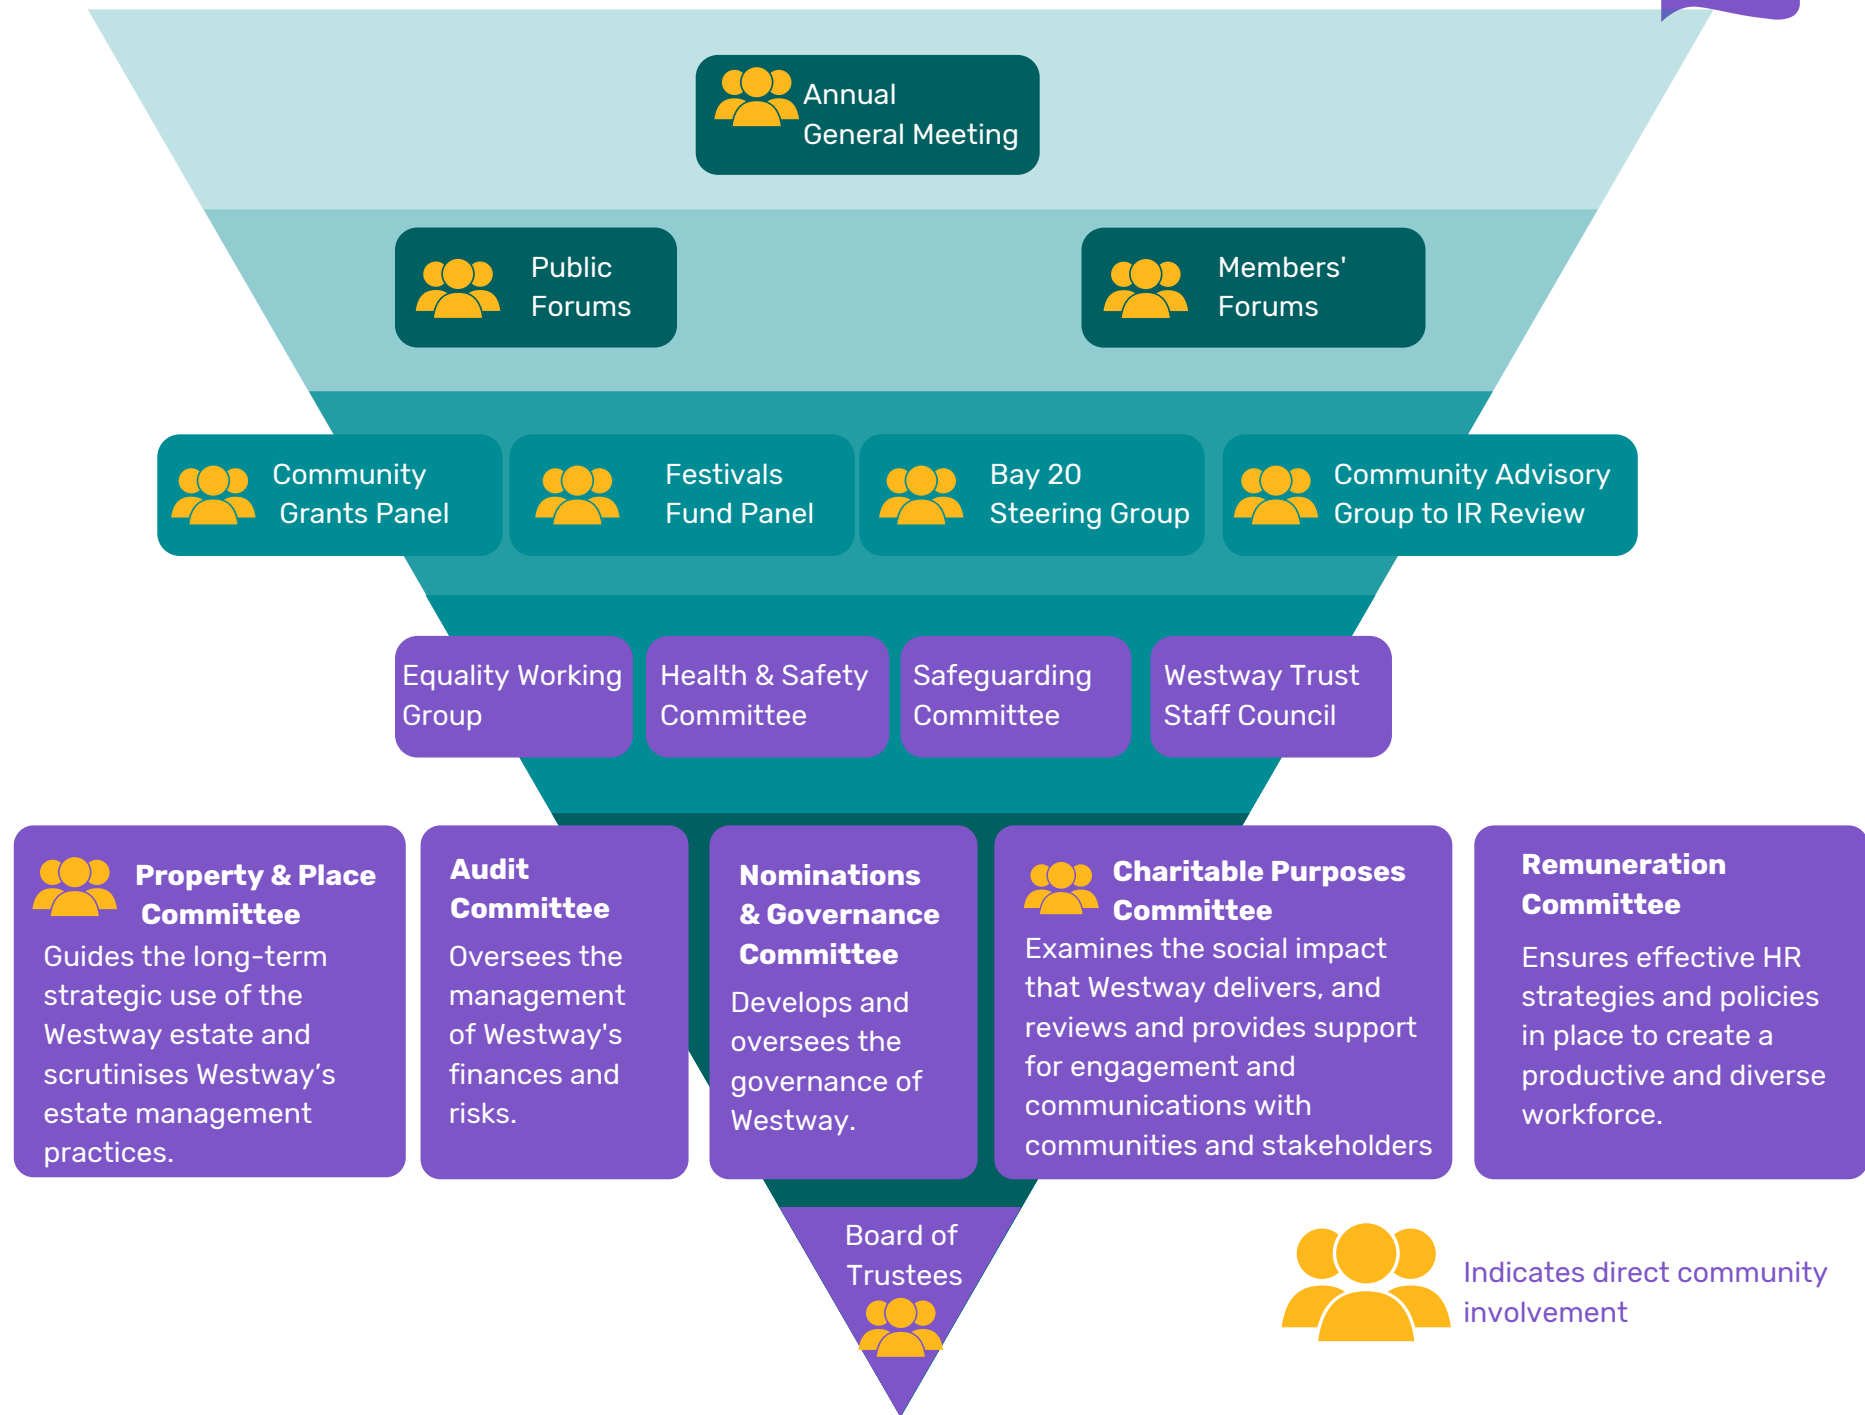 Annual
General Meeting
Public
Forums
Members'
Forums
Community
Grants Panel
Festivals
Fund Panel
Bay 20
Steering Group
Community Advisory
Group to IR Review
Equality Working
Group
Health & Safety
Committee
Safeguarding
Committee
Westway Trust
Staff Council
Property & Place
Committee
Guides the long-term
strategic use of the
Westway estate and
scrutinises Westway’s
estate management
practices.
Audit
Committee
Oversees the
management
of Westway's
finances and
risks.
Nominations
& Governance
Committee
Develops and
oversees the
governance of
Westway.
Charitable Purposes
Committee
Examines the social impact
that Westway delivers, and
reviews and provides support
for engagement and
communications with
communities and stakeholders
Remuneration
Committee
Ensures effective HR
strategies and policies
in place to create a
productive and diverse
workforce.
Board of
Trustees
Indicates direct community
involvement